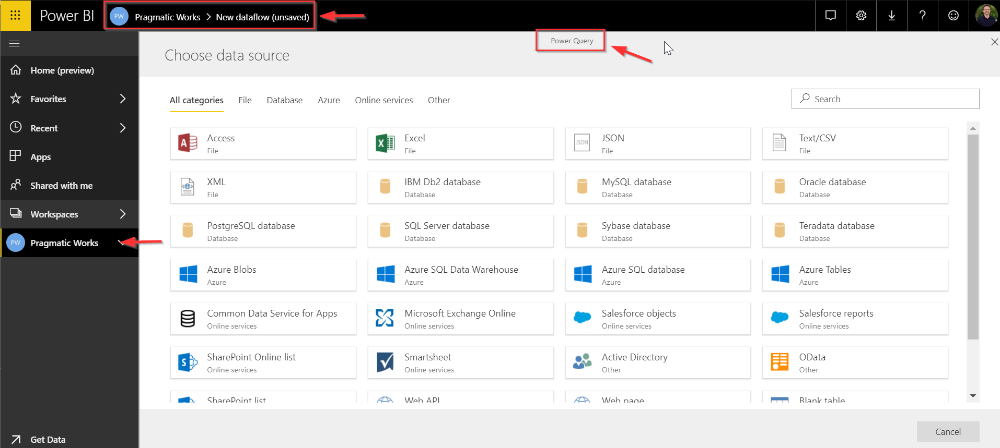 Power BI
PW Pragmatic Works > New dataflow (unsaved)
?
Power Query
Choose data source
Home (preview)
Favorites
Recent
Apps
Shared with me
Workspaces
PW Pragmatic Works
Get Data
All categories File Database Azure Online services Other
Search
Access
File
Excel
File
JSON
JSON
File
Text/CSV
File
XML
File
IBM Db2 database
Database
MySQL database
Database
Oracle database
Database
PostgreSQL database
Database
SQL Server database
Database
Sybase database
Database
Teradata database
Database
Azure Blobs
Azure
Azure SQL Data Warehouse
Azure
Azure SQL database
Azure
Azure Tables
Azure
Common Data Service for Apps
Online services
Microsoft Exchange Online
Online services
Salesforce objects
Online services
Salesforce reports
Online services
SharePoint Online list
Online services
Smartsheet
Online services
Active Directory
Other
OData
Other
SharePoint list
Web API
Web page
Blank table
Cancel